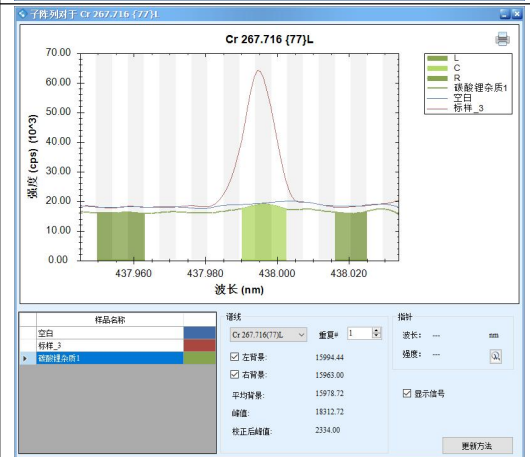 子阵列对于 Cr 267.716 {77}L
Cr 267.716 {77}L
70.00
60.00
50.00
40.00
30.00
20.00
10.00
0.00
强度 (cps) (10^3)
437.960
437.980
438.000
438.020
波长 (nm)
L
C
R
碳酸锂杂质1
空白
标样_3
样品名称
空白
标样_3
碳酸锂杂质1
谱线
Cr 267.716(77)L
重复#
1
左背景:
15994.44
右背景:
15963.00
平均背景:
15978.72
峰值:
18312.72
校正后峰值:
2334.00
指针
波长: --- nm
强度: ---
显示信号
更新方法